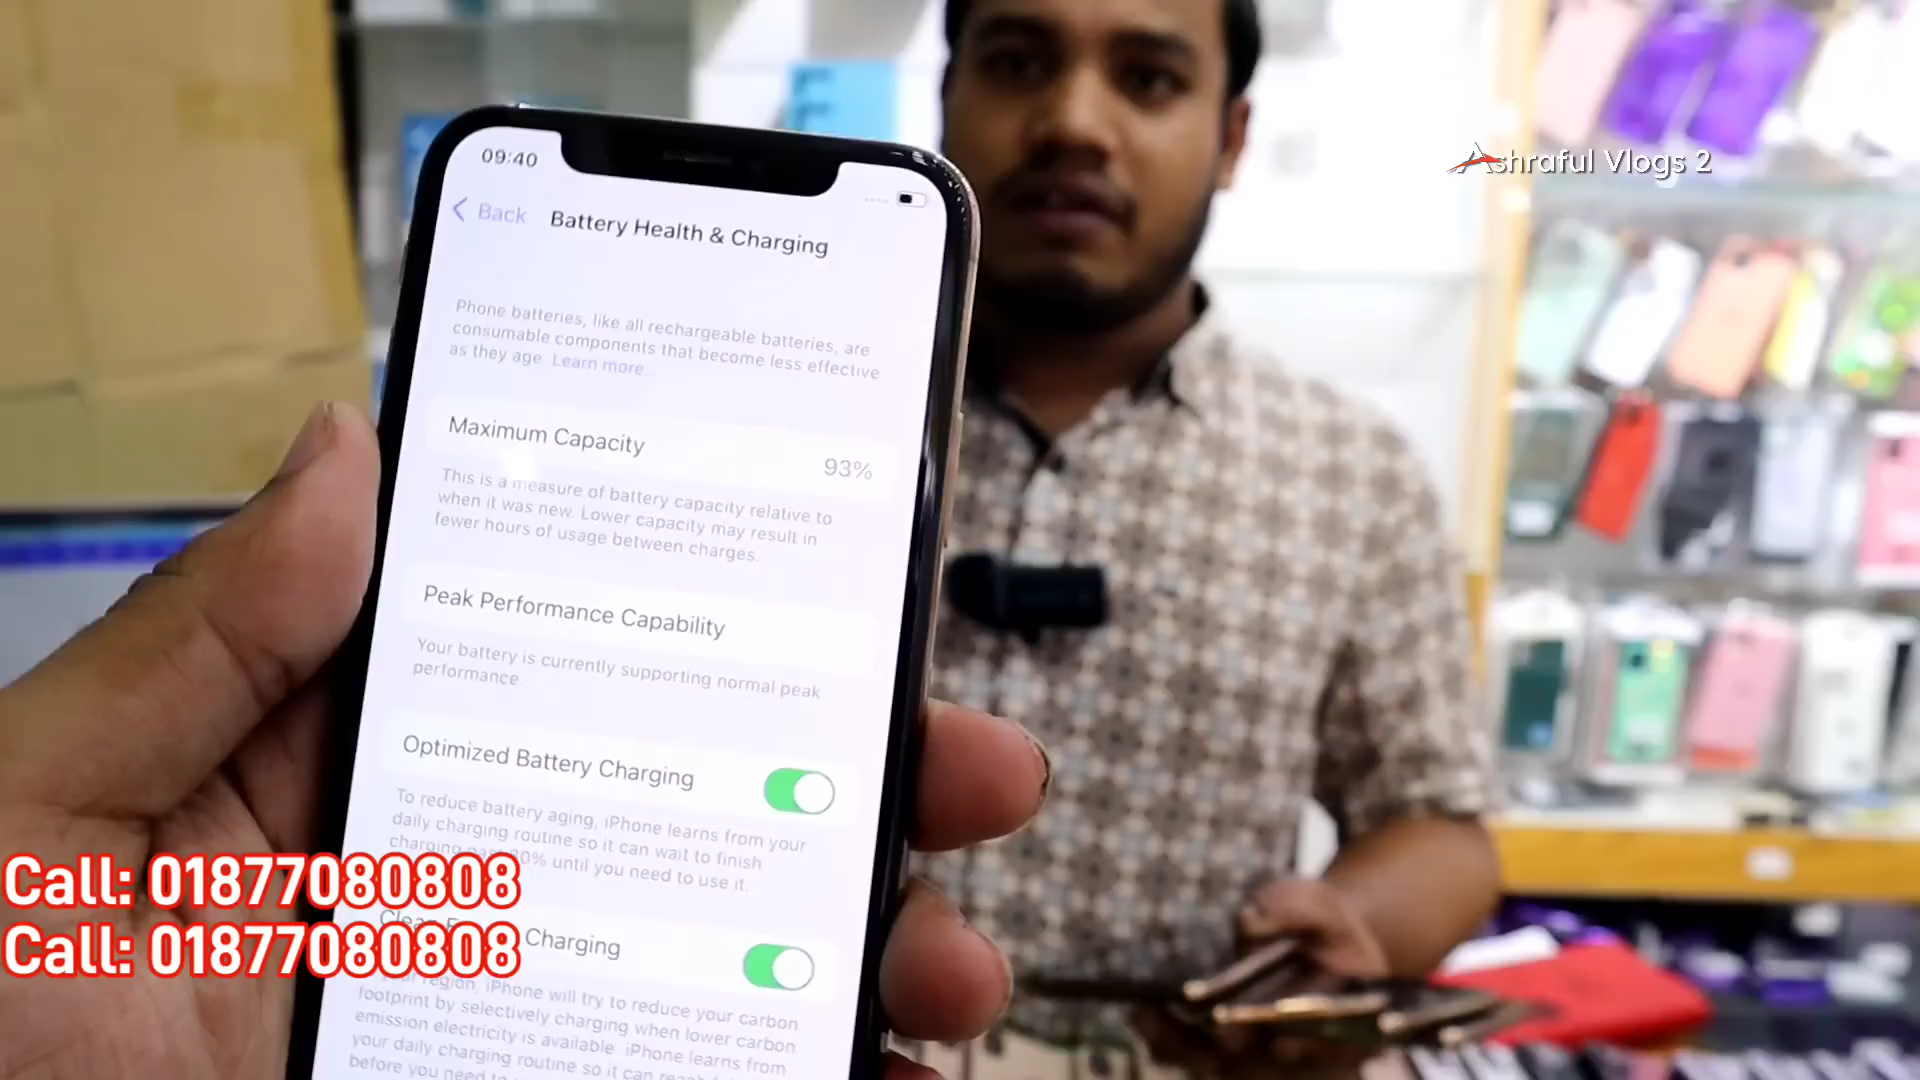 09:40
Back
Battery Health & Charging
Phone batteries, like all rechargeable batteries, are
consumable components that become less effective
as they age. Learn more...
Maximum Capacity
93%
This is a measure of battery capacity relative to
when it was new. Lower capacity may result in
fewer hours of usage between charges.
Peak Performance Capability
Your battery is currently supporting normal peak
performance.
Optimized Battery Charging
To reduce battery aging, iPhone learns from your
daily charging routine so it can wait to finish
charging 80% until you need to use it.
Charging
region, iPhone will try to reduce your carbon
footprint by selectively charging when lower carbon
emission electricity is available. iPhone learns from
your daily charging routine so it can
before you need
Ashraful Vlogs 2
Call: 01877080808
Call: 01877080808